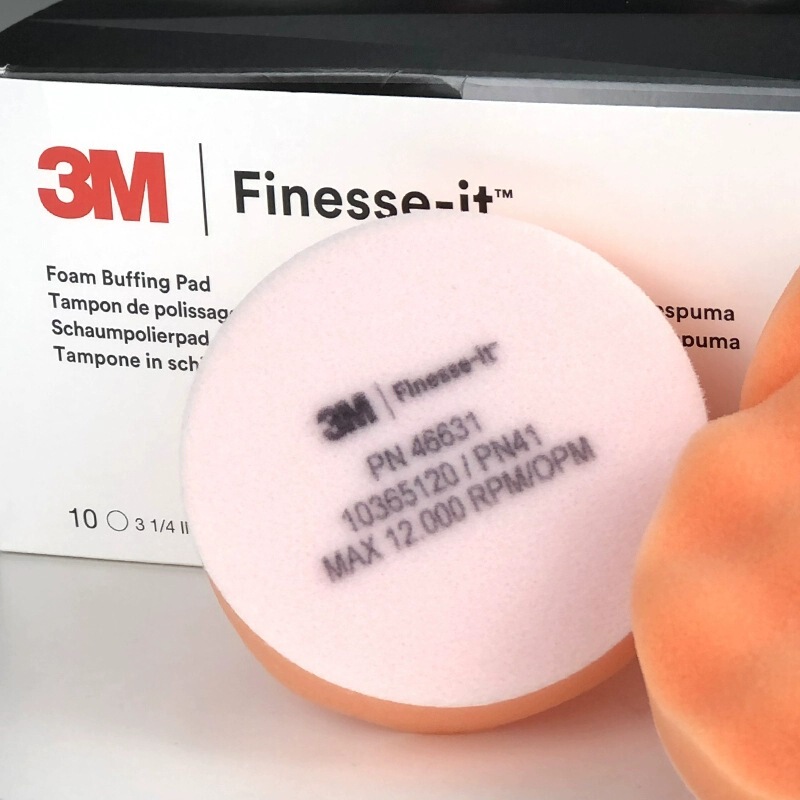 3M Finesse-it™
Foam Buffing Pad
Tampon de polissag
Schaumpolierpad
Tampone in sch
spuma
puma
10 3 1/4 I
3M Finesse-it
PN 46631
10365120 / PN41
MAX 12 000 RPM/OPM